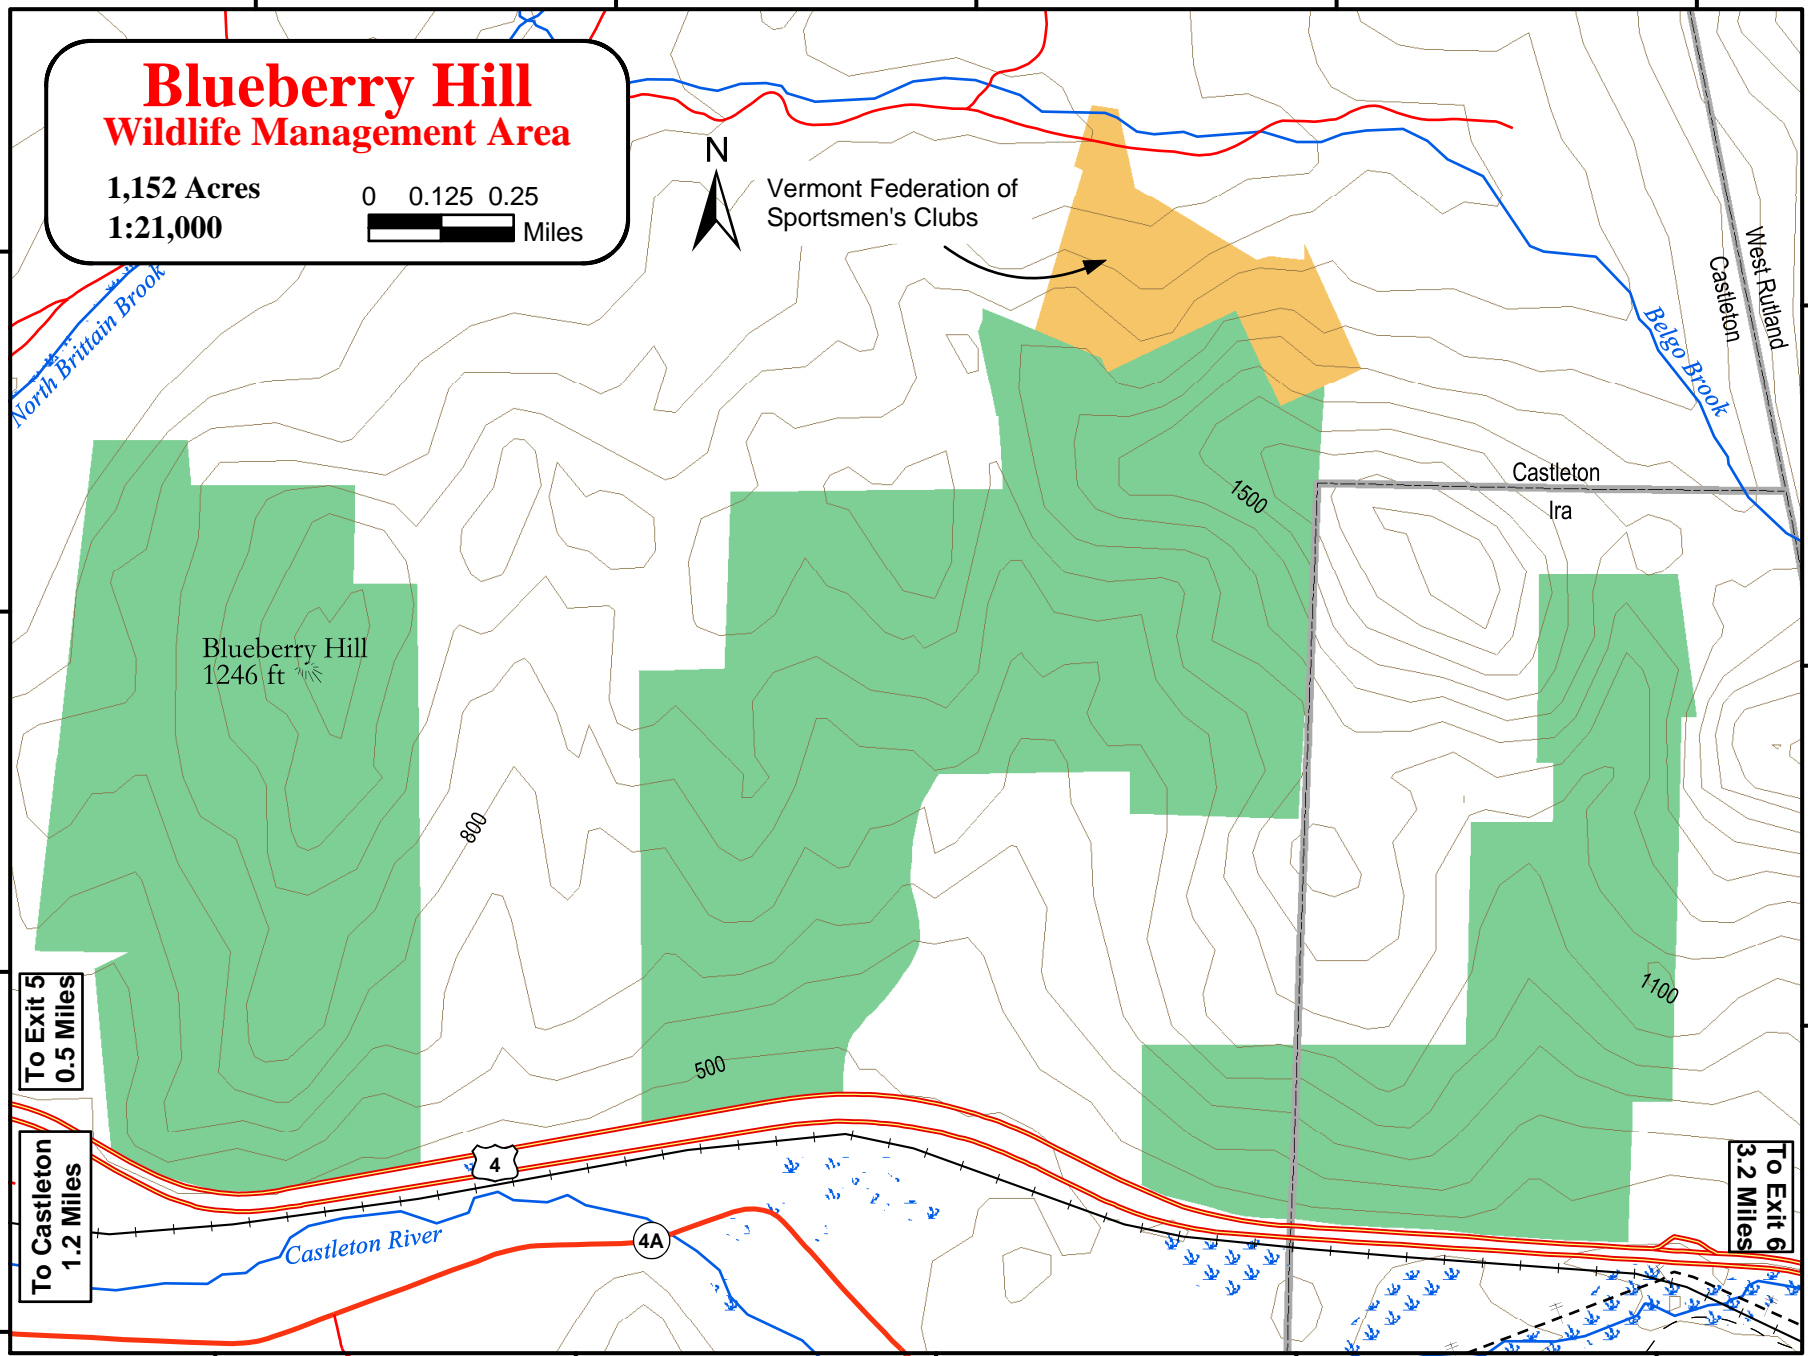 Blueberry Hill
Wildlife Management Area
1,152 Acres
1:21,000
0 0.125 0.25
Miles
N
Vermont Federation of
Sportsmen's Clubs
North Brittain Brook
West Rutland
Castleton
Belgo Brook
Castleton
Ira
1500
Blueberry Hill
1246 ft
800
1100
500
To Exit 5
0.5 Miles
To Castleton
1.2 Miles
4
Castleton River
4A
To Exit 6
3.2 Miles